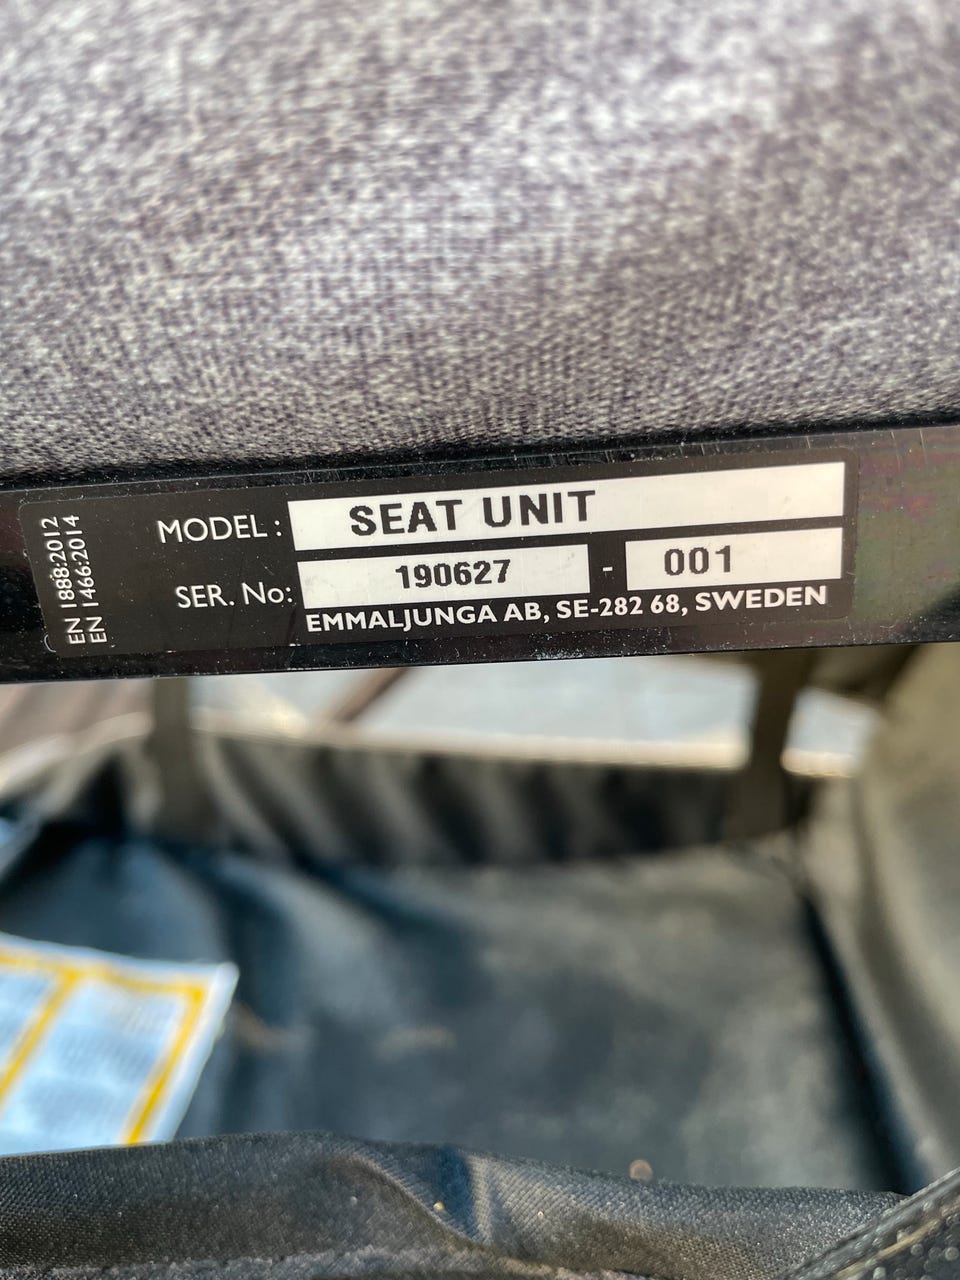 EN 1888:2012
EN 1466:2014
MODEL: SEAT UNIT
SER. No: 190627 - 001
EMMALJUNGA AB, SE-282 68, SWEDEN